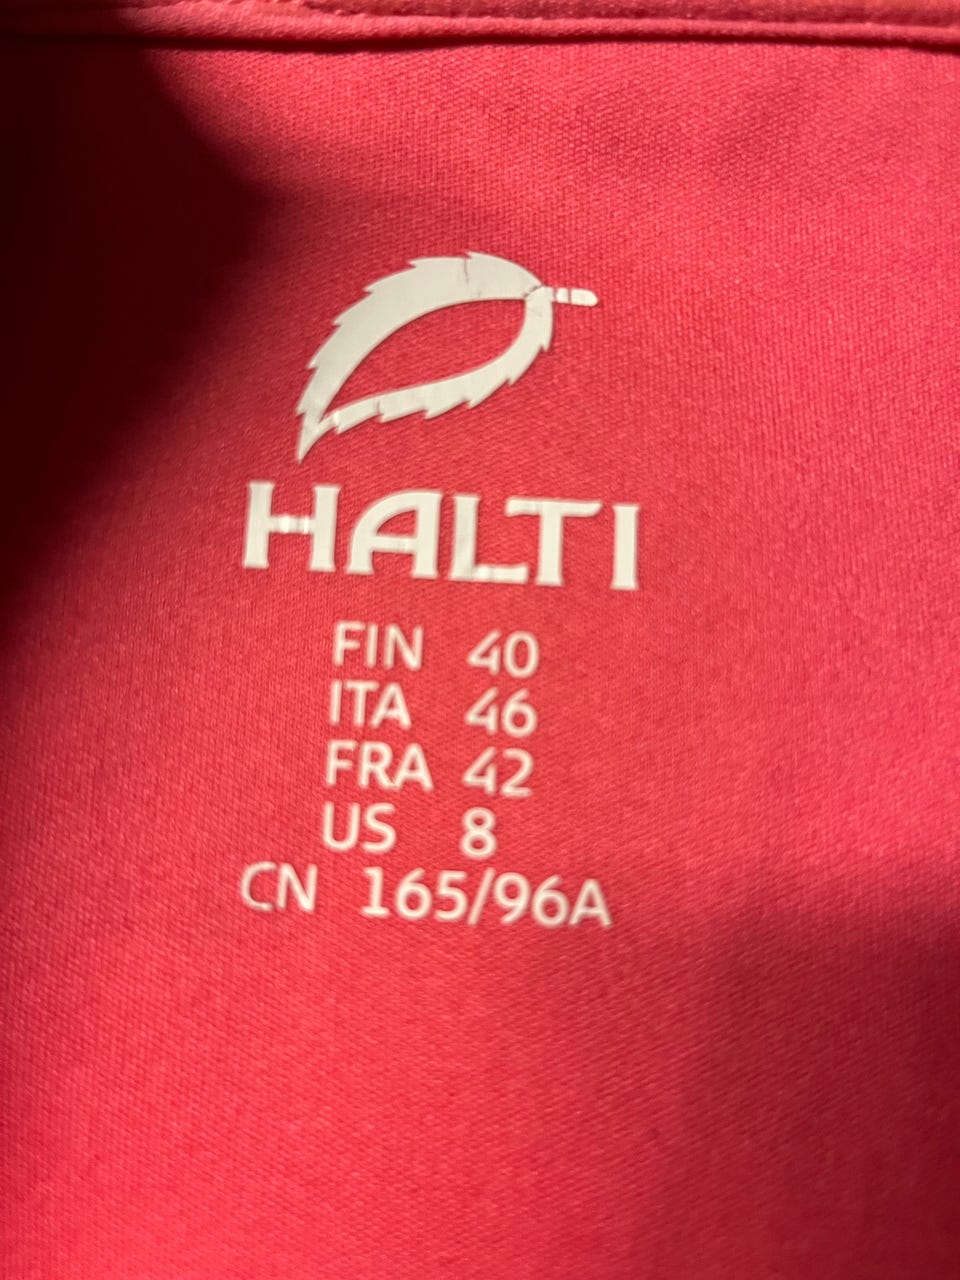 HALTI
FIN 40
ITA 46
FRA 42
US 8
CN 165/96A